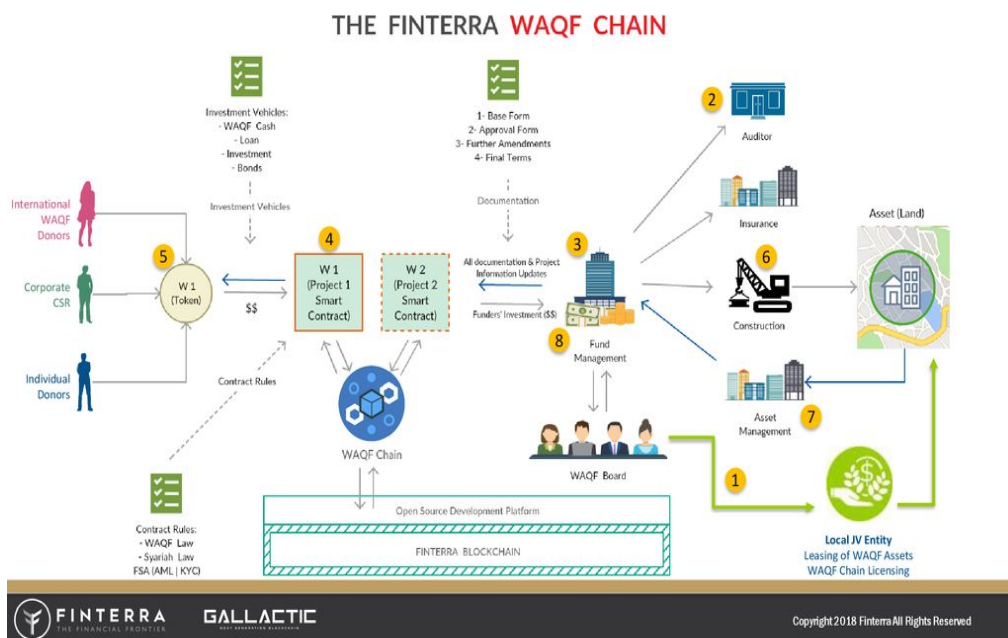 THE FINTERRA WAQF CHAIN
Investment Vehicles:
- WAQF Cash
- Loan
- Investment
- Bonds
Investment Vehicles
1- Base Form
2- Approval Form
3- Further Amendments
4- Final Terms
Documentation
2
Auditor
Insurance
International
WAQF
Donors
Corporate
CSR
Individual
Donors
5
W 1
(Token)
$$
4
W 1
(Project 1
Smart
Contract)
W 2
(Project 2
Smart
Contract)
All documentation & Project
Information Updates
Funders' Investment ($$)
3
8
Fund
Management
6
Construction
Asset (Land)
Asset
Management
7
Contract Rules
WAQF Chain
WAQF Board
1
Contract Rules:
- WAQF Law
- Syariah Law
FSA (AML | KYC)
Open Source Development Platform
FINTERRA BLOCKCHAIN
$
Local JV Entity
Leasing of WAQF Assets
WAQF Chain Licensing
FINTERRA
THE FINANCIAL FRONTIER
GALLACTIC
NEXT GENERATION BLOCKCHAIN
Copyright 2018 Finterra All Rights Reserved